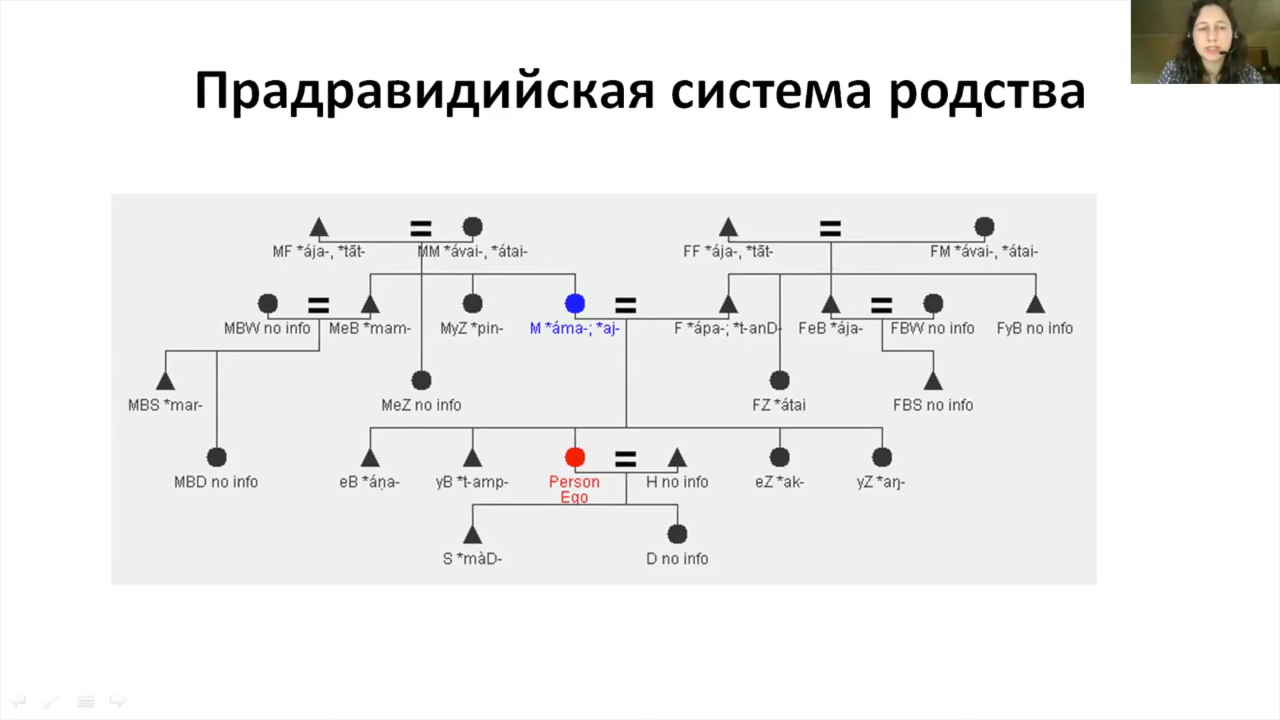 Прадравидийская система родства
MF *ája-, *tãt-
MM *ávai-, *átai-
FF *ája-, *tãt-
FM *ávai-, *átai-
MBW no info
MeB *mam-
MyZ *pin-
M *áma-; *aj-
F *ápa-; *t-anD-
FeB *ája-
FBW no info
FyB no info
MBS *mar-
MeZ no info
FZ *átai
FBS no info
MBD no info
eB *áṇa-
yB *t-amp-
Person
Ego
H no info
eZ *ak-
yZ *aŋ-
S *màD-
D no info